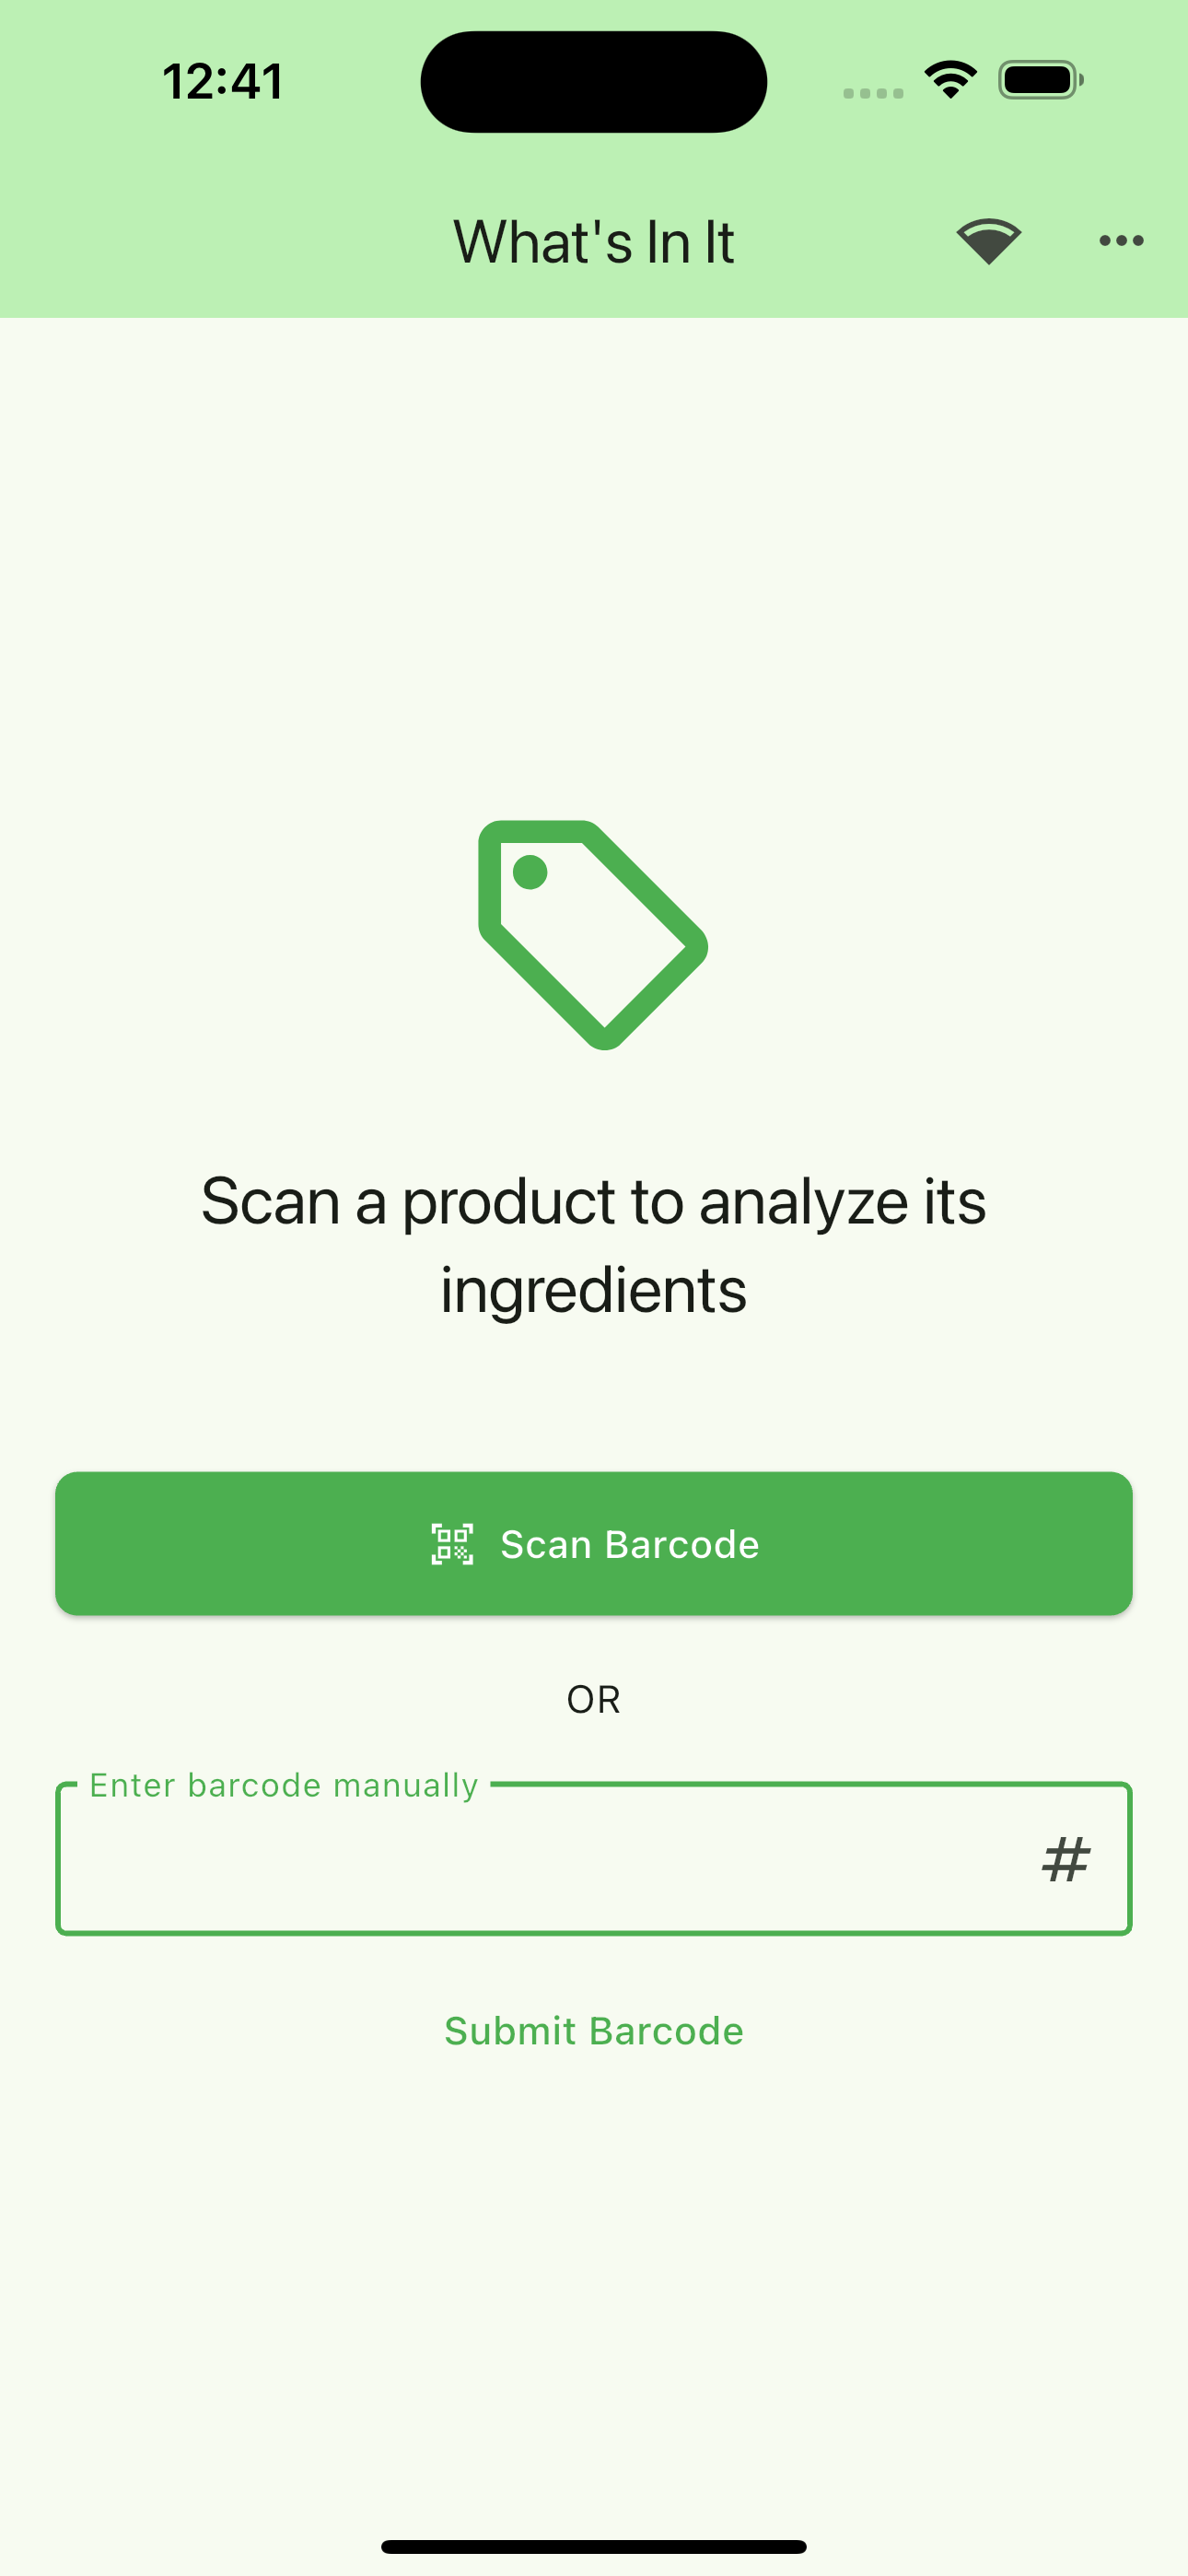 12:41
What's In It
Scan a product to analyze its
ingredients
Scan Barcode
OR
Enter barcode manually
#
Submit Barcode